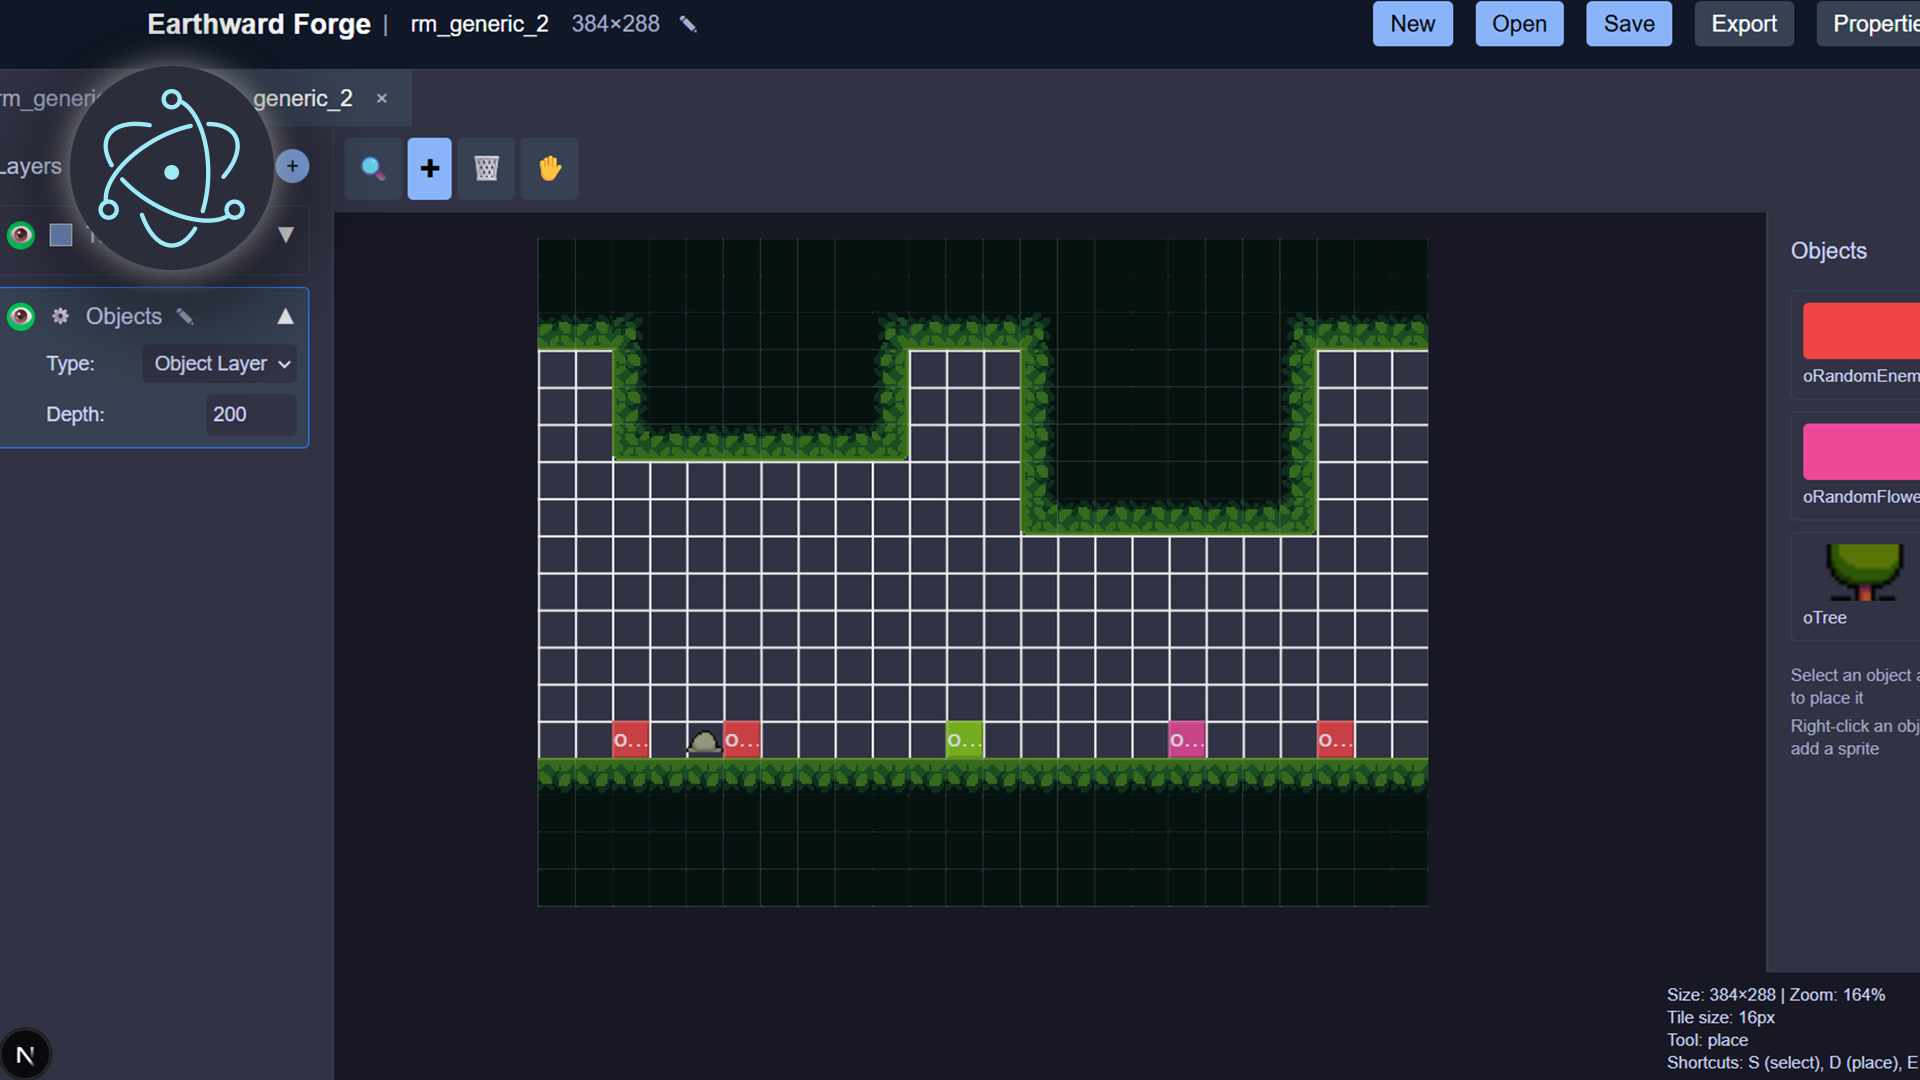 Earthward Forge | rm_generic_2 384×288
New Open Save Export Properti
rm_generi generic_2 ×
Layers +
Objects
Type: Object Layer
Depth: 200
o... o... o... o... o...
Objects
oRandomEnem
oRandomFlowe
oTree
Select an object a
to place it
Right-click an obj
add a sprite
Size: 384×288 | Zoom: 164%
Tile size: 16px
Tool: place
Shortcuts: S (select), D (place), E
N